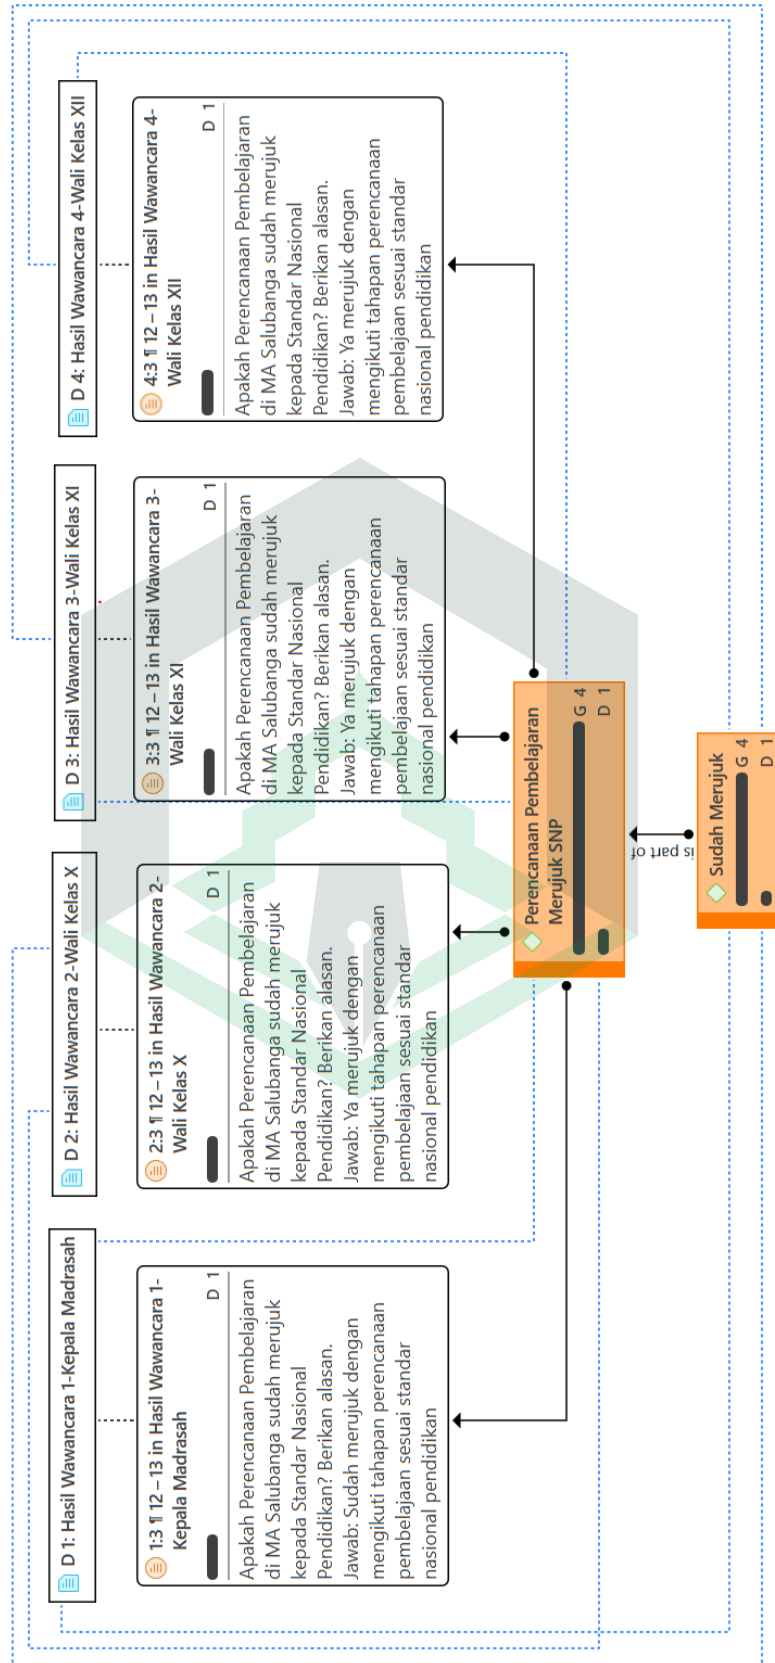 D 1: Hasil Wawancara 1-Kepala Madrasah
D 2: Hasil Wawancara 2-Wali Kelas X
D 3: Hasil Wawancara 3-Wali Kelas XI
D 4: Hasil Wawancara 4-Wali Kelas XII
1:3 ¶ 12 – 13 in Hasil Wawancara 1-
Kepala Madrasah
D 1
Apakah Perencanaan Pembelajaran
di MA Salubanga sudah merujuk
kepada Standar Nasional
Pendidikan? Berikan alasan.
Jawab: Sudah merujuk dengan
mengikuti tahapan perencanaan
pembelajaan sesuai standar
nasional pendidikan
2:3 ¶ 12 – 13 in Hasil Wawancara 2-
Wali Kelas X
D 1
Apakah Perencanaan Pembelajaran
di MA Salubanga sudah merujuk
kepada Standar Nasional
Pendidikan? Berikan alasan.
Jawab: Ya merujuk dengan
mengikuti tahapan perencanaan
pembelajaan sesuai standar
nasional pendidikan
3:3 ¶ 12 – 13 in Hasil Wawancara 3-
Wali Kelas XI
D 1
Apakah Perencanaan Pembelajaran
di MA Salubanga sudah merujuk
kepada Standar Nasional
Pendidikan? Berikan alasan.
Jawab: Ya merujuk dengan
mengikuti tahapan perencanaan
pembelajaan sesuai standar
nasional pendidikan
4:3 ¶ 12 – 13 in Hasil Wawancara 4-
Wali Kelas XII
D 1
Apakah Perencanaan Pembelajaran
di MA Salubanga sudah merujuk
kepada Standar Nasional
Pendidikan? Berikan alasan.
Jawab: Ya merujuk dengan
mengikuti tahapan perencanaan
pembelajaan sesuai standar
nasional pendidikan
Perencanaan Pembelajaran
Merujuk SNP
G 4
D 1
is part of
Sudah Merujuk
G 4
D 1